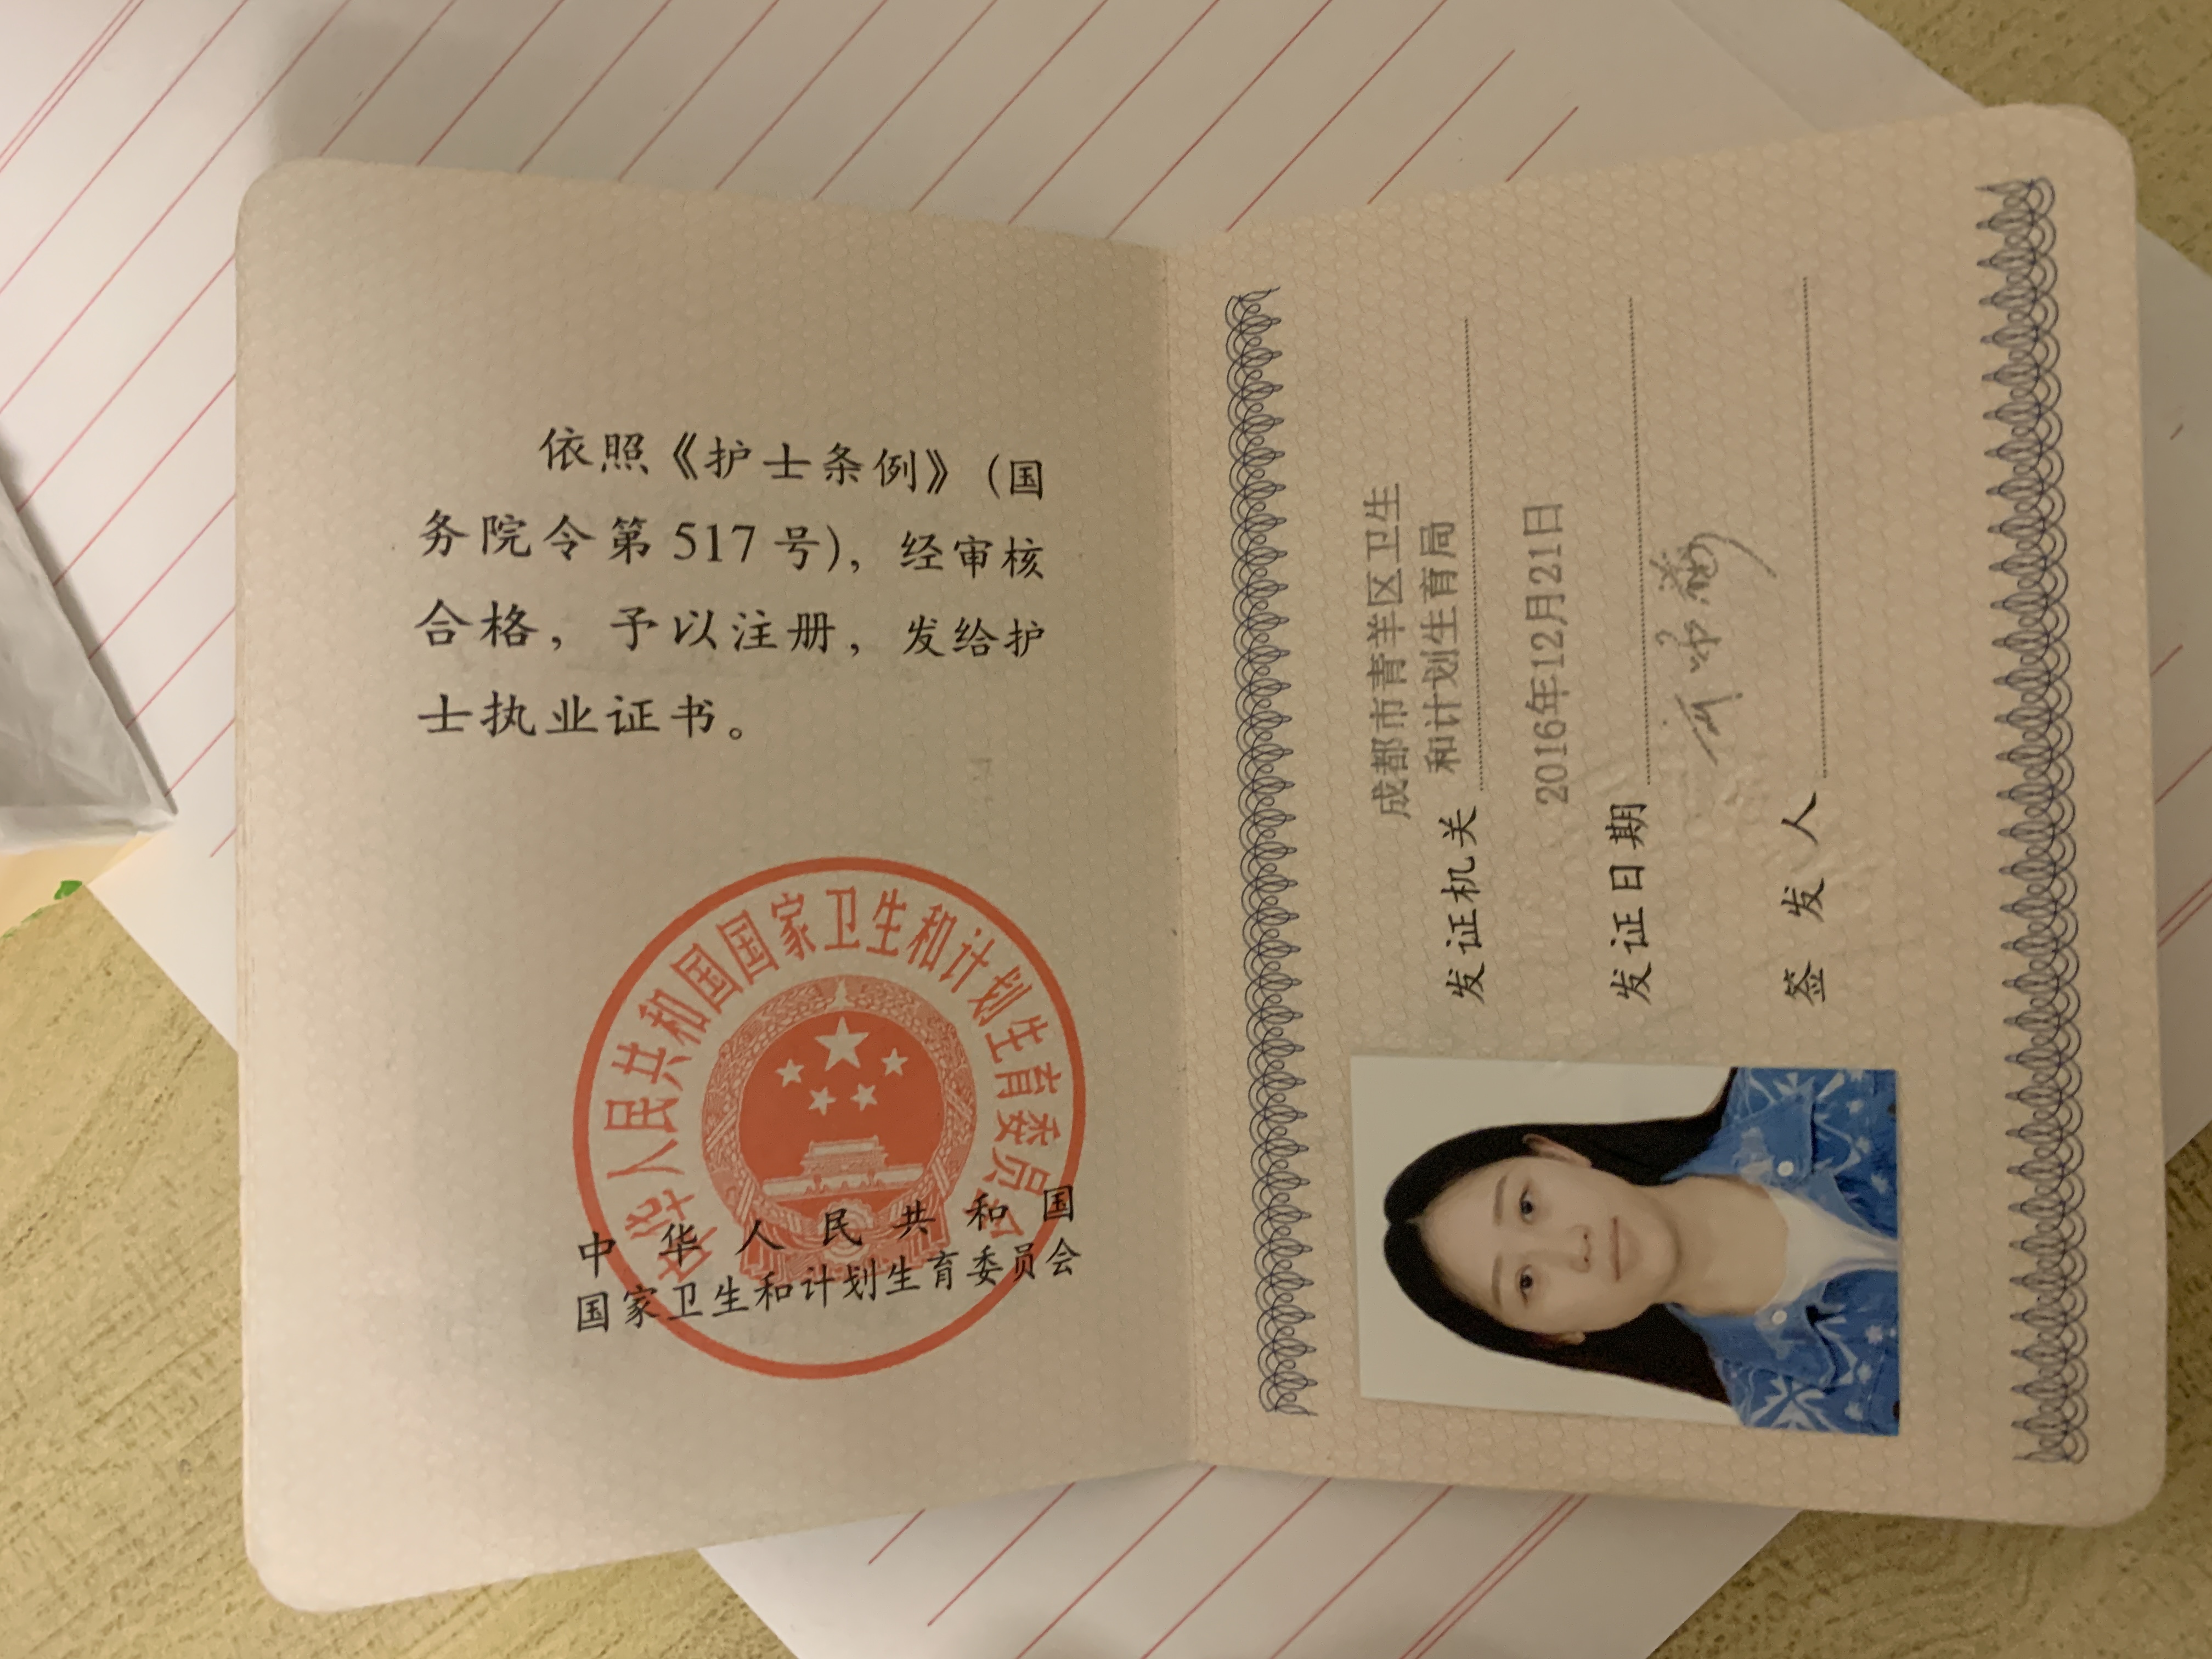 依照《护士条例》（国
务院令第517号），经审核
合格，予以注册，发给护
士执业证书。
中华人民共和国
国家卫生和计划生育委员会
中华人民共和国国家卫生和计划生育委员会
成都市青羊区卫生
和计划生育局
发证机关
2016年12月21日
发证日期
签发人